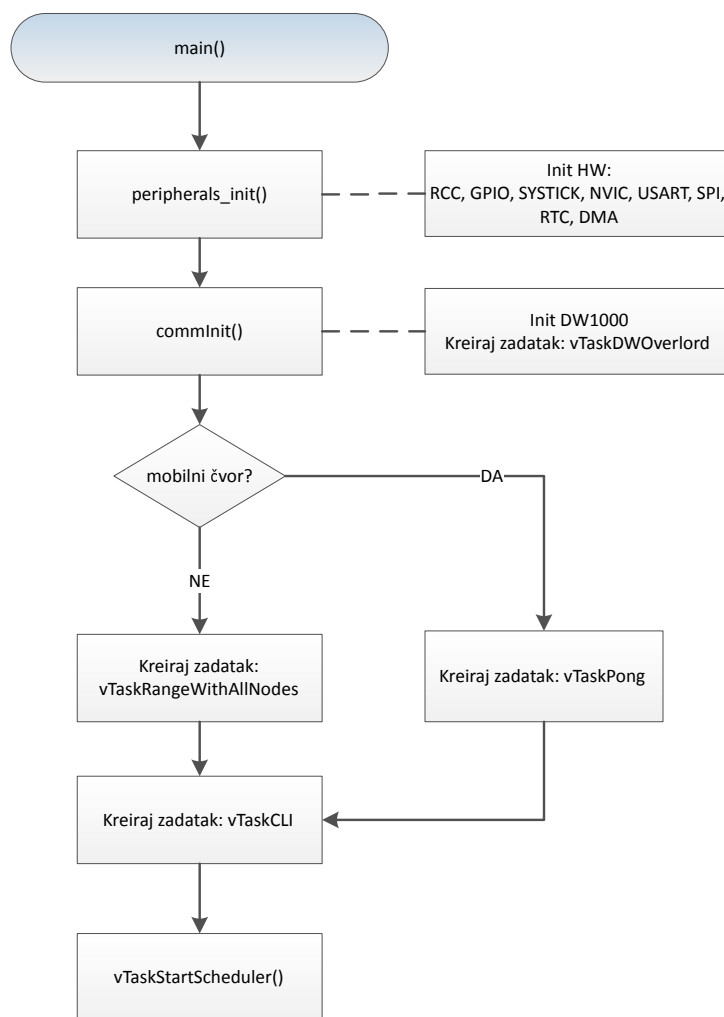 main()
peripherals_init()
Init HW:
RCC, GPIO, SYSTICK, NVIC, USART, SPI,
RTC, DMA
commInit()
Init DW1000
Kreiraj zadatak: vTaskDWOverlord
mobilni čvor?
DA
NE
Kreiraj zadatak:
vTaskRangeWithAllNodes
Kreiraj zadatak: vTaskPong
Kreiraj zadatak: vTaskCLI
vTaskStartScheduler()